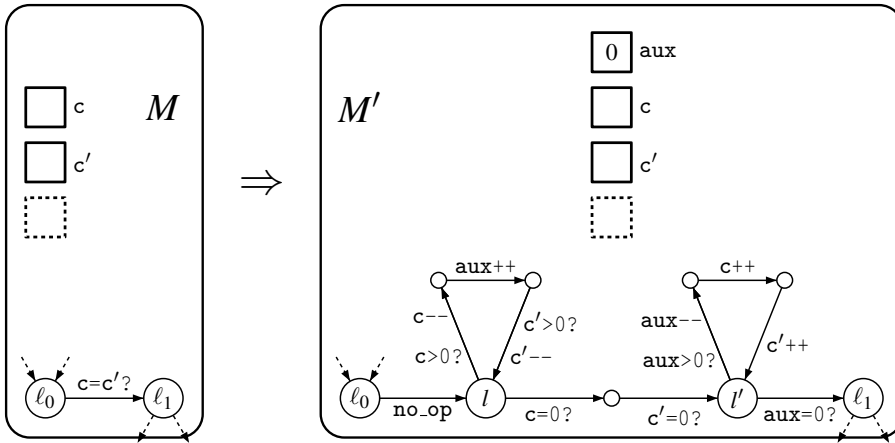 c
M
c′
ℓ0
c=c′?
ℓ1
⇒
0
aux
M′
c
c′
aux++
c++
c--
c′>0?
aux--
c′++
c>0?
c′--
aux>0?
ℓ0
no_op
l
c=0?
c′=0?
l′
aux=0?
ℓ1